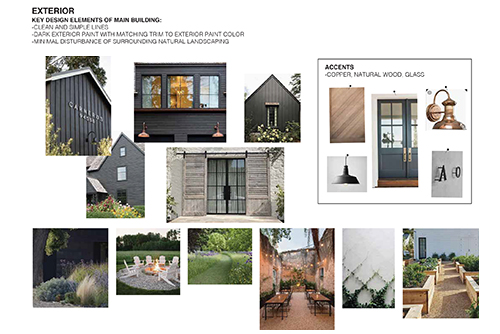 EXTERIOR
KEY DESIGN ELEMENTS OF MAIN BUILDING:
-CLEAN AND SIMPLE LINES
-DARK EXTERIOR PAINT WITH MATCHING TRIM TO EXTERIOR PAINT COLOR
-MINIMAL DISTURBANCE OF SURROUNDING NATURAL LANDSCAPING
ACCENTS
-COPPER, NATURAL WOOD, GLASS